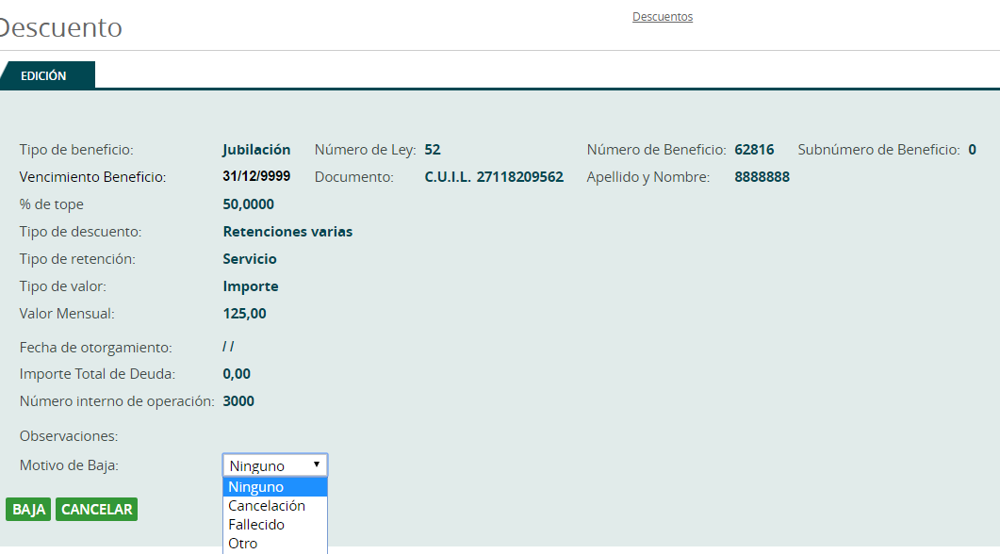 Descuento
Descuentos
EDICIÓN
Tipo de beneficio: Jubilación Número de Ley: 52 Número de Beneficio: 62816 Subnúmero de Beneficio: 0
Vencimiento Beneficio: 31/12/9999 Documento: C.U.I.L. 27118209562 Apellido y Nombre: 8888888
% de tope 50,0000
Tipo de descuento: Retenciones varias
Tipo de retención: Servicio
Tipo de valor: Importe
Valor Mensual: 125,00
Fecha de otorgamiento: / /
Importe Total de Deuda: 0,00
Número interno de operación: 3000
Observaciones:
Motivo de Baja: Ninguno
Ninguno
Cancelación
Fallecido
Otro
BAJA CANCELAR